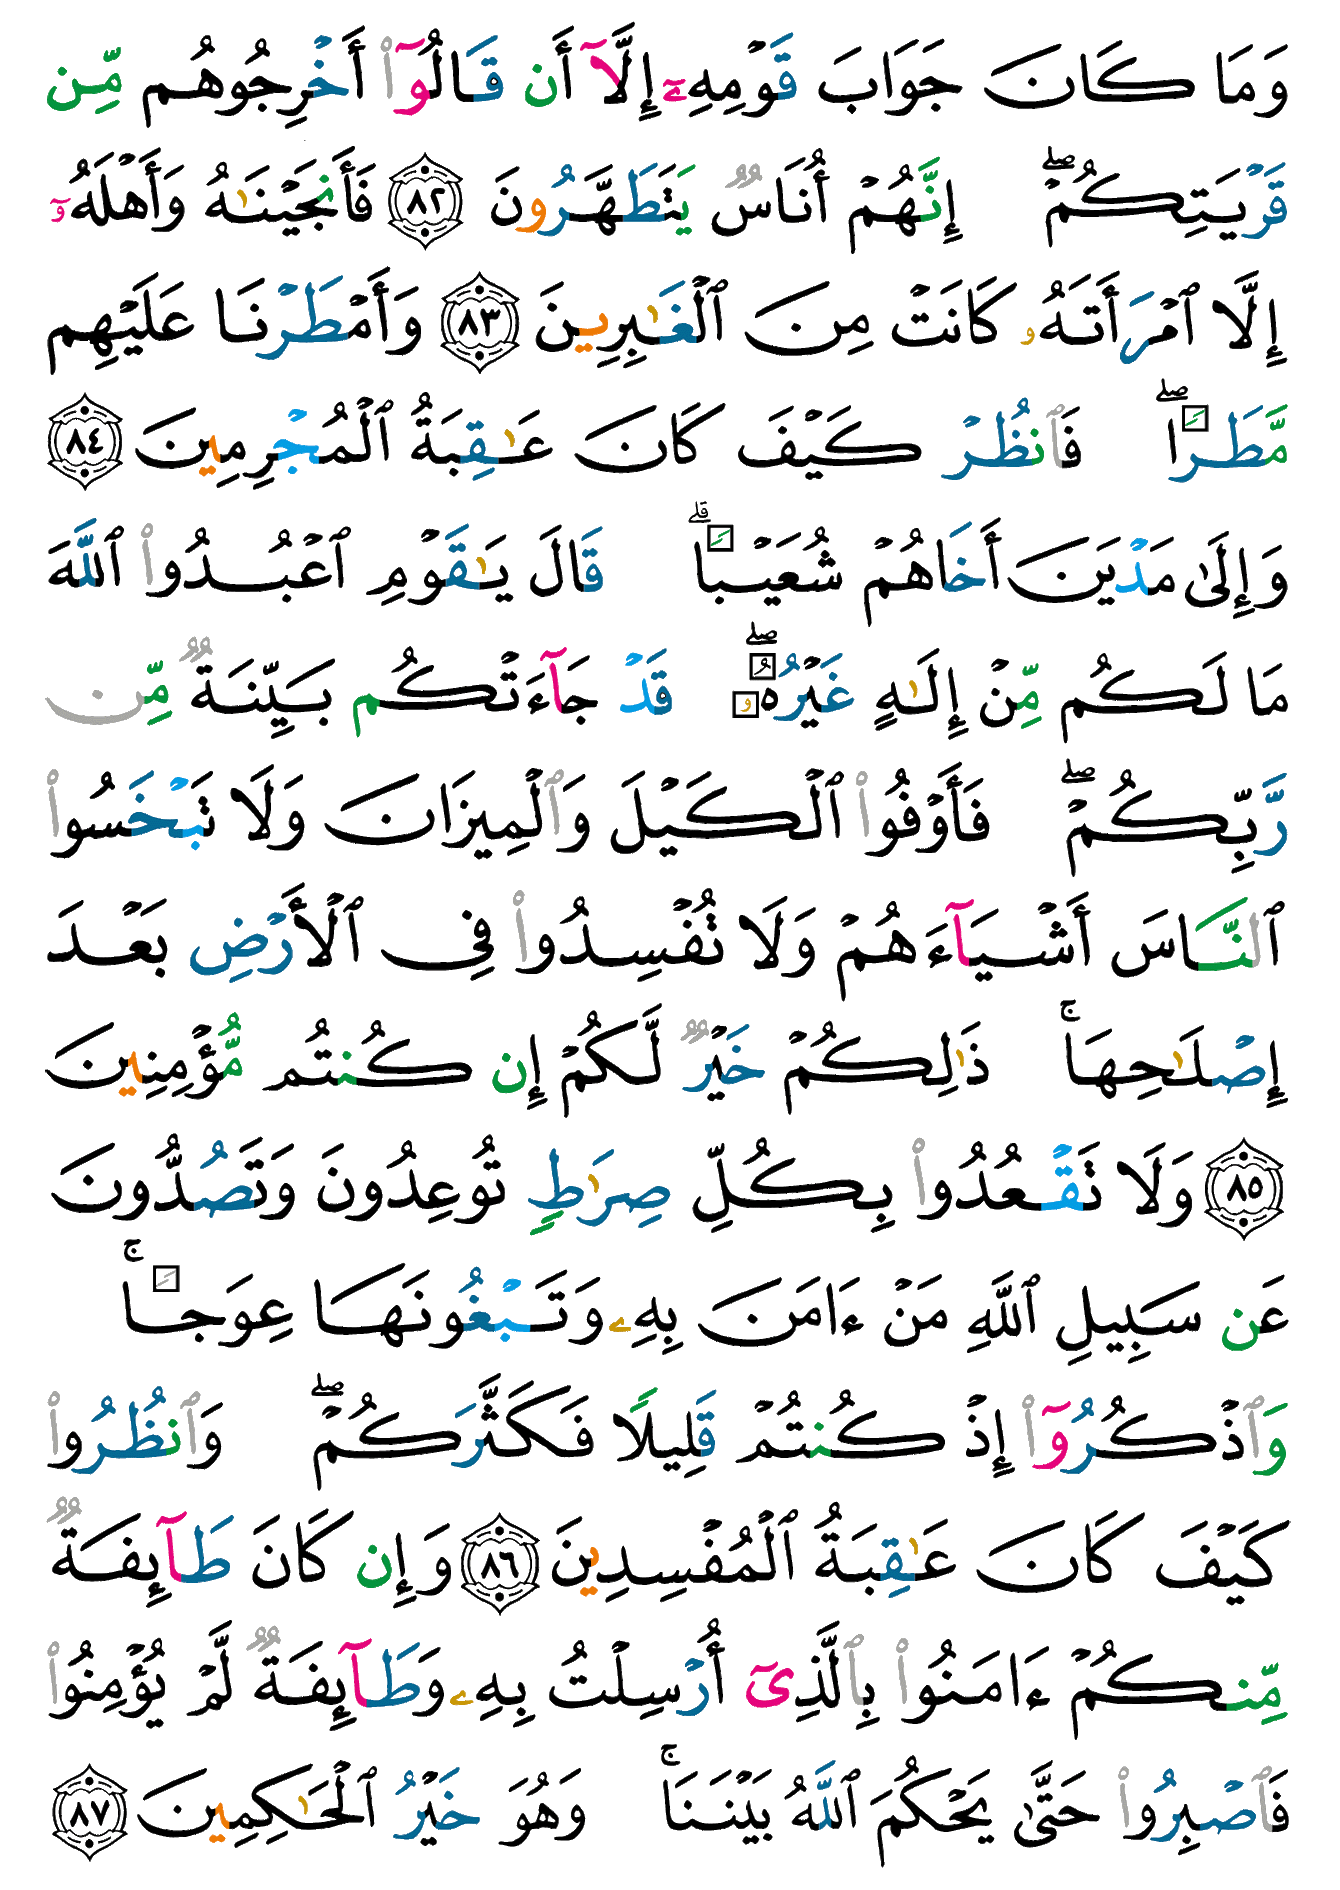 وَمَا كَانَ جَوَابَ قَوْمِهِۦٓ إِلَّآ أَن قَالُوٓا۟ أَخْرِجُوهُم مِّن
قَرْيَتِكُمْ ۖ إِنَّهُمْ أُنَاسٌ يَتَطَهَّرُونَ ٨٢ فَأَنجَيْنَٰهُ وَأَهْلَهُۥٓ
إِلَّا ٱمْرَأَتَهُۥ كَانَتْ مِنَ ٱلْغَٰبِرِينَ ٨٣ وَأَمْطَرْنَا عَلَيْهِم
مَّطَرًا ۖ فَٱنظُرْ كَيْفَ كَانَ عَٰقِبَةُ ٱلْمُجْرِمِينَ ٨٤
وَإِلَىٰ مَدْيَنَ أَخَاهُمْ شُعَيْبًا ۗ قَالَ يَٰقَوْمِ ٱعْبُدُوا۟ ٱللَّهَ
مَا لَكُم مِّنْ إِلَٰهٍ غَيْرُهُۥ ۖ قَدْ جَآءَتْكُم بَيِّنَةٌ مِّن
رَّبِّكُمْ ۖ فَأَوْفُوا۟ ٱلْكَيْلَ وَٱلْمِيزَانَ وَلَا تَبْخَسُوا۟
ٱلنَّاسَ أَشْيَآءَهُمْ وَلَا تُفْسِدُوا۟ فِى ٱلْأَرْضِ بَعْدَ
إِصْلَٰحِهَا ۚ ذَٰلِكُمْ خَيْرٌ لَّكُمْ إِن كُنتُم مُّؤْمِنِينَ
٨٥ وَلَا تَقْعُدُوا۟ بِكُلِّ صِرَٰطٍ تُوعِدُونَ وَتَصُدُّونَ
عَن سَبِيلِ ٱللَّهِ مَنْ ءَامَنَ بِهِۦ وَتَبْغُونَهَا عِوَجًا ۚ
وَٱذْكُرُوٓا۟ إِذْ كُنتُمْ قَلِيلًا فَكَثَّرَكُمْ ۖ وَٱنظُرُوا۟
كَيْفَ كَانَ عَٰقِبَةُ ٱلْمُفْسِدِينَ ٨٦ وَإِن كَانَ طَآئِفَةٌ
مِّنكُمْ ءَامَنُوا۟ بِٱلَّذِىٓ أُرْسِلْتُ بِهِۦ وَطَآئِفَةٌ لَّمْ يُؤْمِنُوا۟
فَٱصْبِرُوا۟ حَتَّىٰ يَحْكُمَ ٱللَّهُ بَيْنَنَا ۚ وَهُوَ خَيْرُ ٱلْحَٰكِمِينَ ٨٧